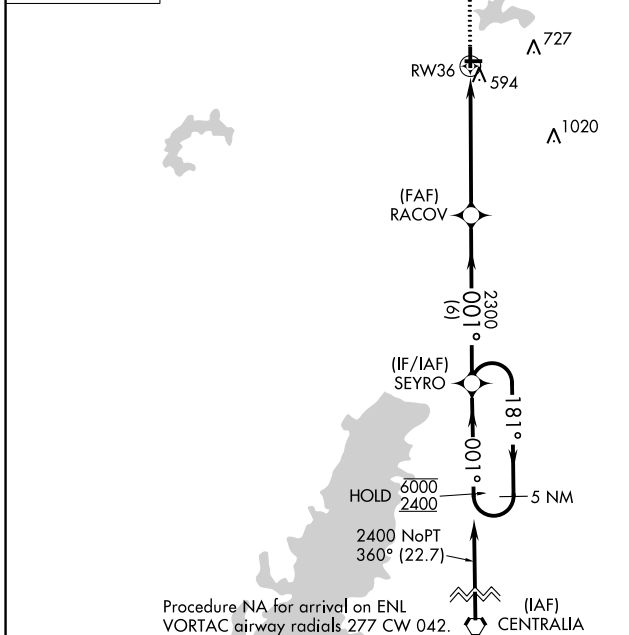 727
RW36
594
1020
(FAF)
RACOV
2300
001°
(6)
(IF/IAF)
SEYRO
181°
001°
HOLD 6000
2400
5 NM
2400 NoPT
360° (22.7)
Procedure NA for arrival on ENL
VORTAC airway radials 277 CW 042.
(IAF)
CENTRALIA